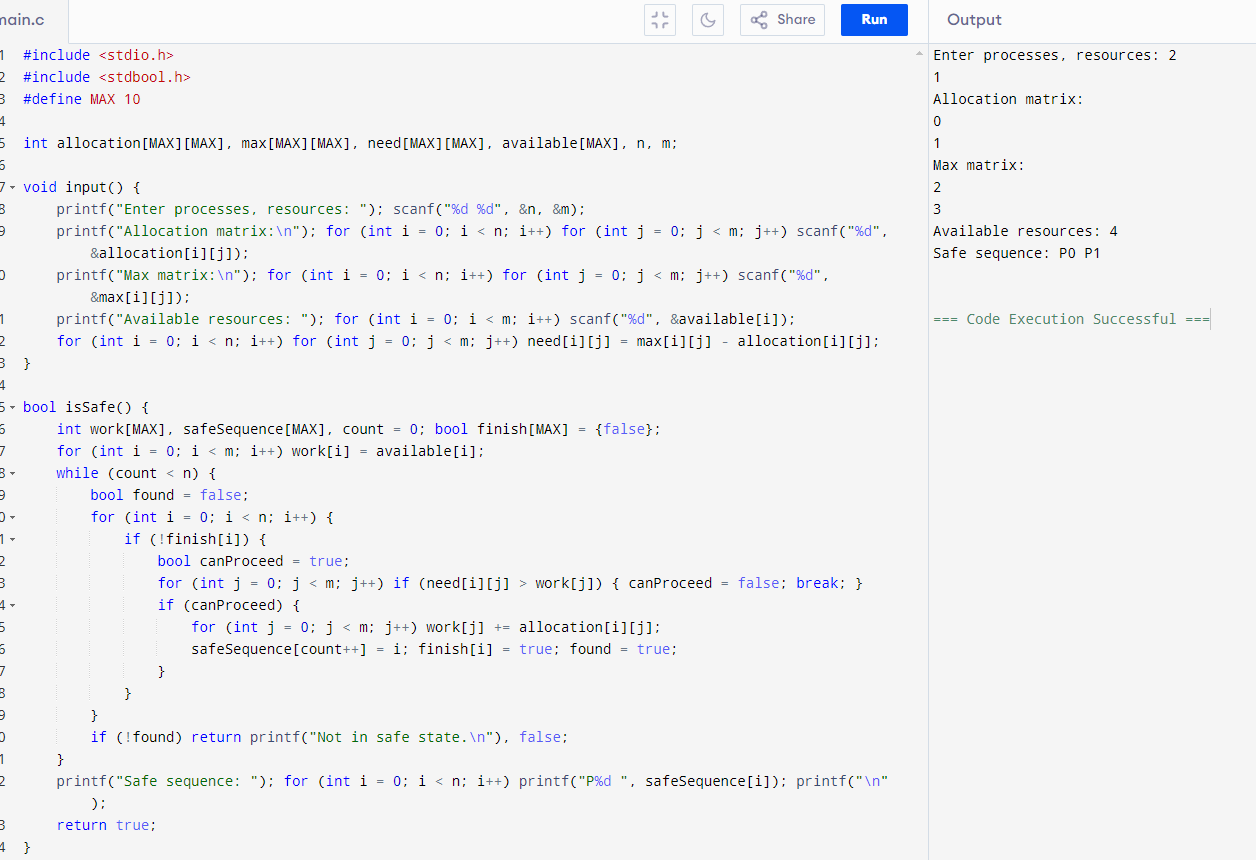 main.c
Share
Run
Output
1 #include <stdio.h>
2 #include <stdbool.h>
3 #define MAX 10
4
5 int allocation[MAX][MAX], max[MAX][MAX], need[MAX][MAX], available[MAX], n, m;
6
7 void input() {
8     printf("Enter processes, resources: "); scanf("%d %d", &n, &m);
9     printf("Allocation matrix:\n"); for (int i = 0; i < n; i++) for (int j = 0; j < m; j++) scanf("%d",
        &allocation[i][j]);
0     printf("Max matrix:\n"); for (int i = 0; i < n; i++) for (int j = 0; j < m; j++) scanf("%d",
        &max[i][j]);
1     printf("Available resources: "); for (int i = 0; i < m; i++) scanf("%d", &available[i]);
2     for (int i = 0; i < n; i++) for (int j = 0; j < m; j++) need[i][j] = max[i][j] - allocation[i][j];
3 }
4
5 bool isSafe() {
6     int work[MAX], safeSequence[MAX], count = 0; bool finish[MAX] = {false};
7     for (int i = 0; i < m; i++) work[i] = available[i];
8     while (count < n) {
9         bool found = false;
0         for (int i = 0; i < n; i++) {
1             if (!finish[i]) {
2                 bool canProceed = true;
3                 for (int j = 0; j < m; j++) if (need[i][j] > work[j]) { canProceed = false; break; }
4                 if (canProceed) {
5                     for (int j = 0; j < m; j++) work[j] += allocation[i][j];
6                     safeSequence[count++] = i; finish[i] = true; found = true;
7                 }
8             }
9         }
0         if (!found) return printf("Not in safe state.\n"), false;
1     }
2     printf("Safe sequence: "); for (int i = 0; i < n; i++) printf("P%d ", safeSequence[i]); printf("\n"
        );
3     return true;
4 }
Enter processes, resources: 2
1
Allocation matrix:
0
1
Max matrix:
2
3
Available resources: 4
Safe sequence: P0 P1
=== Code Execution Successful ===